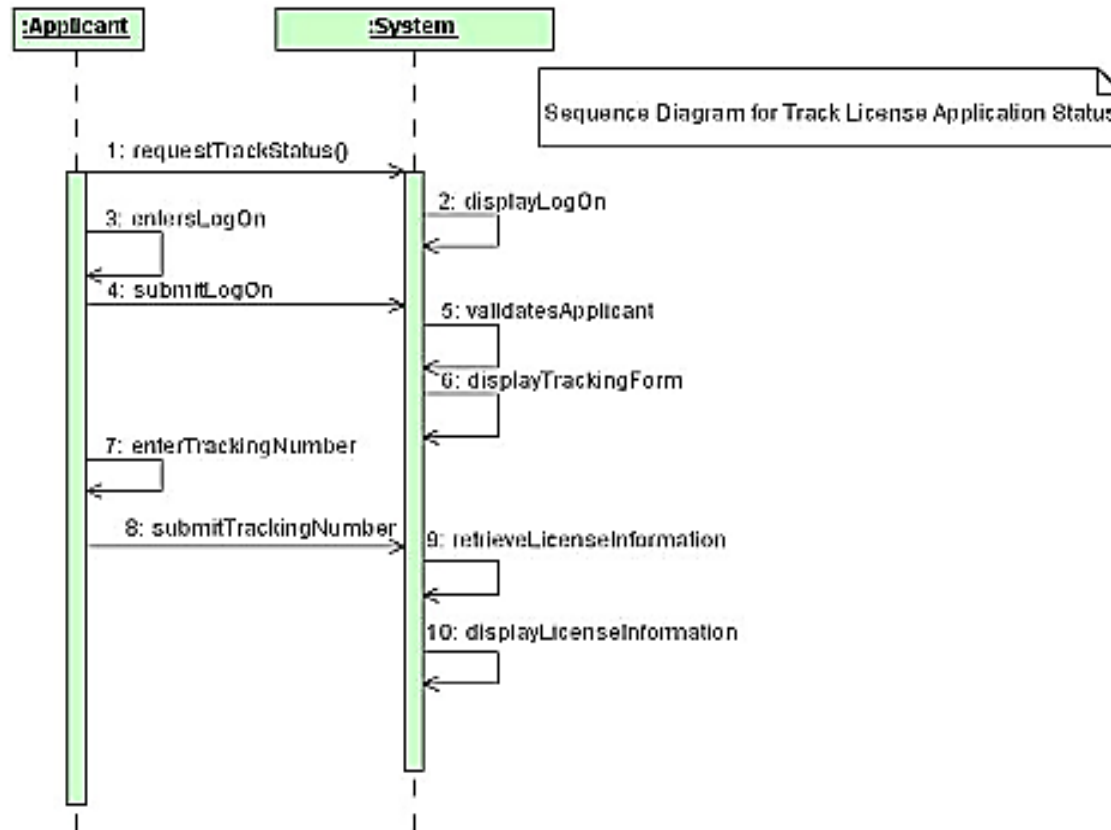 :Applicant
:System
Sequence Diagram for Track License Application Status
1: requestTrackStatus()
2: displayLogOn
3: entersLogOn
4: submitLogOn
5: validatesApplicant
6: displayTrackingForm
7: enterTrackingNumber
8: submitTrackingNumber
9: retrieveLicenseInformation
10: displayLicenseInformation